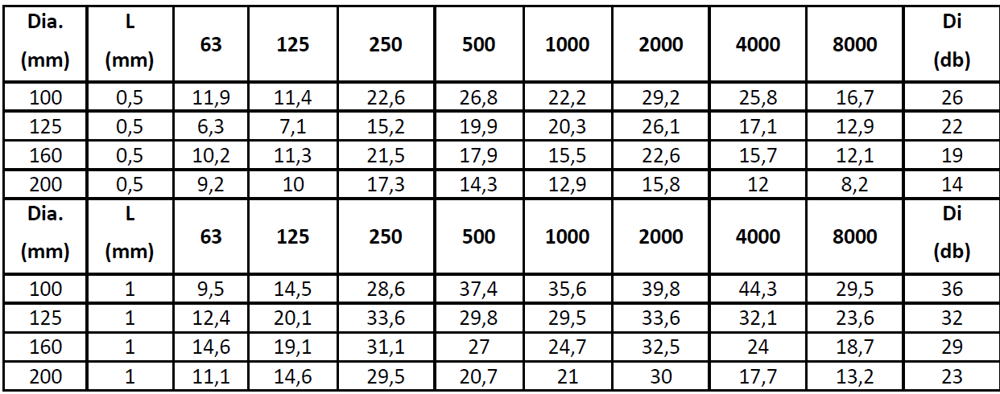 Dia. (mm) L (mm) 63 125 250 500 1000 2000 4000 8000 Di (db)
100 0,5 11,9 11,4 22,6 26,8 22,2 29,2 25,8 16,7 26
125 0,5 6,3 7,1 15,2 19,9 20,3 26,1 17,1 12,9 22
160 0,5 10,2 11,3 21,5 17,9 15,5 22,6 15,7 12,1 19
200 0,5 9,2 10 17,3 14,3 12,9 15,8 12 8,2 14
Dia. (mm) L (mm) 63 125 250 500 1000 2000 4000 8000 Di (db)
100 1 9,5 14,5 28,6 37,4 35,6 39,8 44,3 29,5 36
125 1 12,4 20,1 33,6 29,8 29,5 33,6 32,1 23,6 32
160 1 14,6 19,1 31,1 27 24,7 32,5 24 18,7 29
200 1 11,1 14,6 29,5 20,7 21 30 17,7 13,2 23